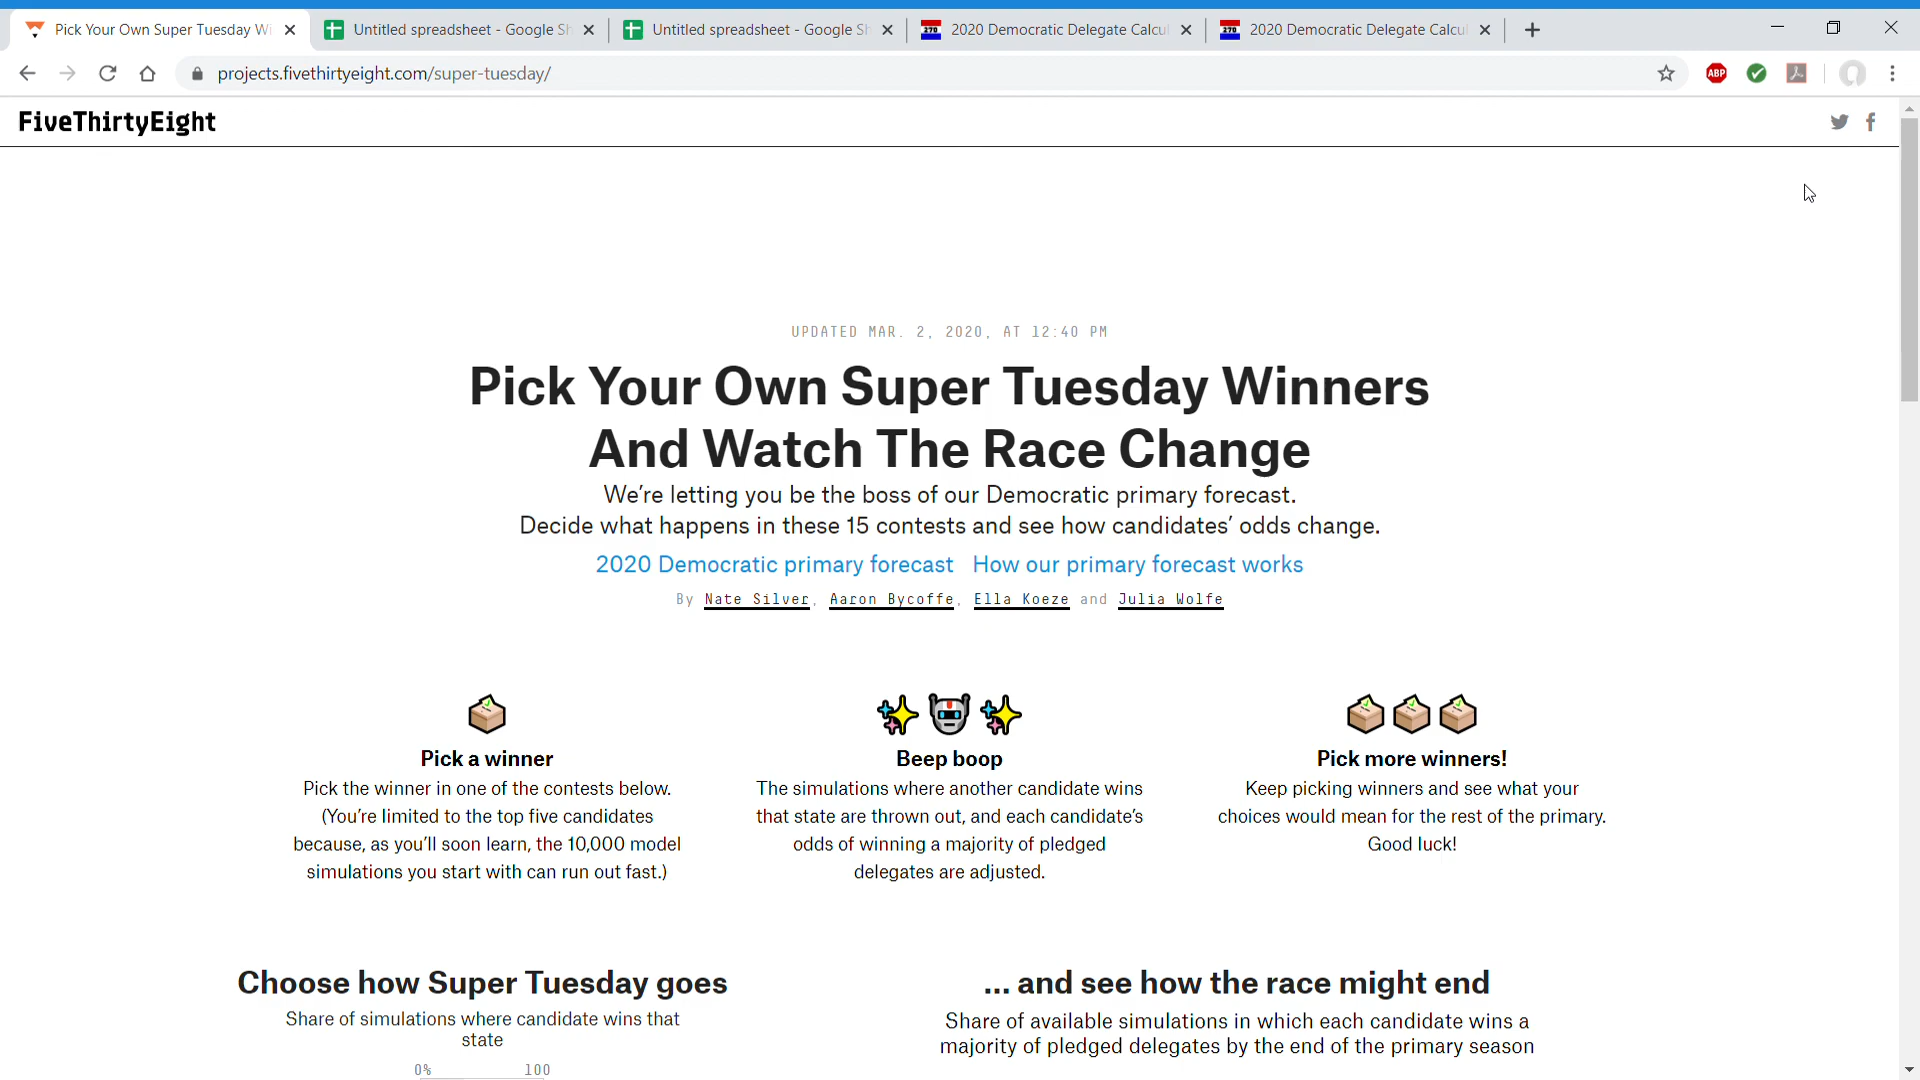 Pick Your Own Super Tuesday Wi
Untitled spreadsheet - Google Sh
Untitled spreadsheet - Google Sh
270
2020 Democratic Delegate Calcul
270
2020 Democratic Delegate Calcul
projects.fivethirtyeight.com/super-tuesday/
ABP
FiveThirtyEight
UPDATED MAR. 2, 2020, AT 12:40 PM
Pick Your Own Super Tuesday Winners
And Watch The Race Change
We’re letting you be the boss of our Democratic primary forecast.
Decide what happens in these 15 contests and see how candidates’ odds change.
2020 Democratic primary forecast How our primary forecast works
By Nate Silver, Aaron Bycoffe, Ella Koeze and Julia Wolfe
Pick a winner
Pick the winner in one of the contests below.
(You’re limited to the top five candidates
because, as you’ll soon learn, the 10,000 model
simulations you start with can run out fast.)
Beep boop
The simulations where another candidate wins
that state are thrown out, and each candidate’s
odds of winning a majority of pledged
delegates are adjusted.
Pick more winners!
Keep picking winners and see what your
choices would mean for the rest of the primary.
Good luck!
Choose how Super Tuesday goes
Share of simulations where candidate wins that
state
0% 100
... and see how the race might end
Share of available simulations in which each candidate wins a
majority of pledged delegates by the end of the primary season